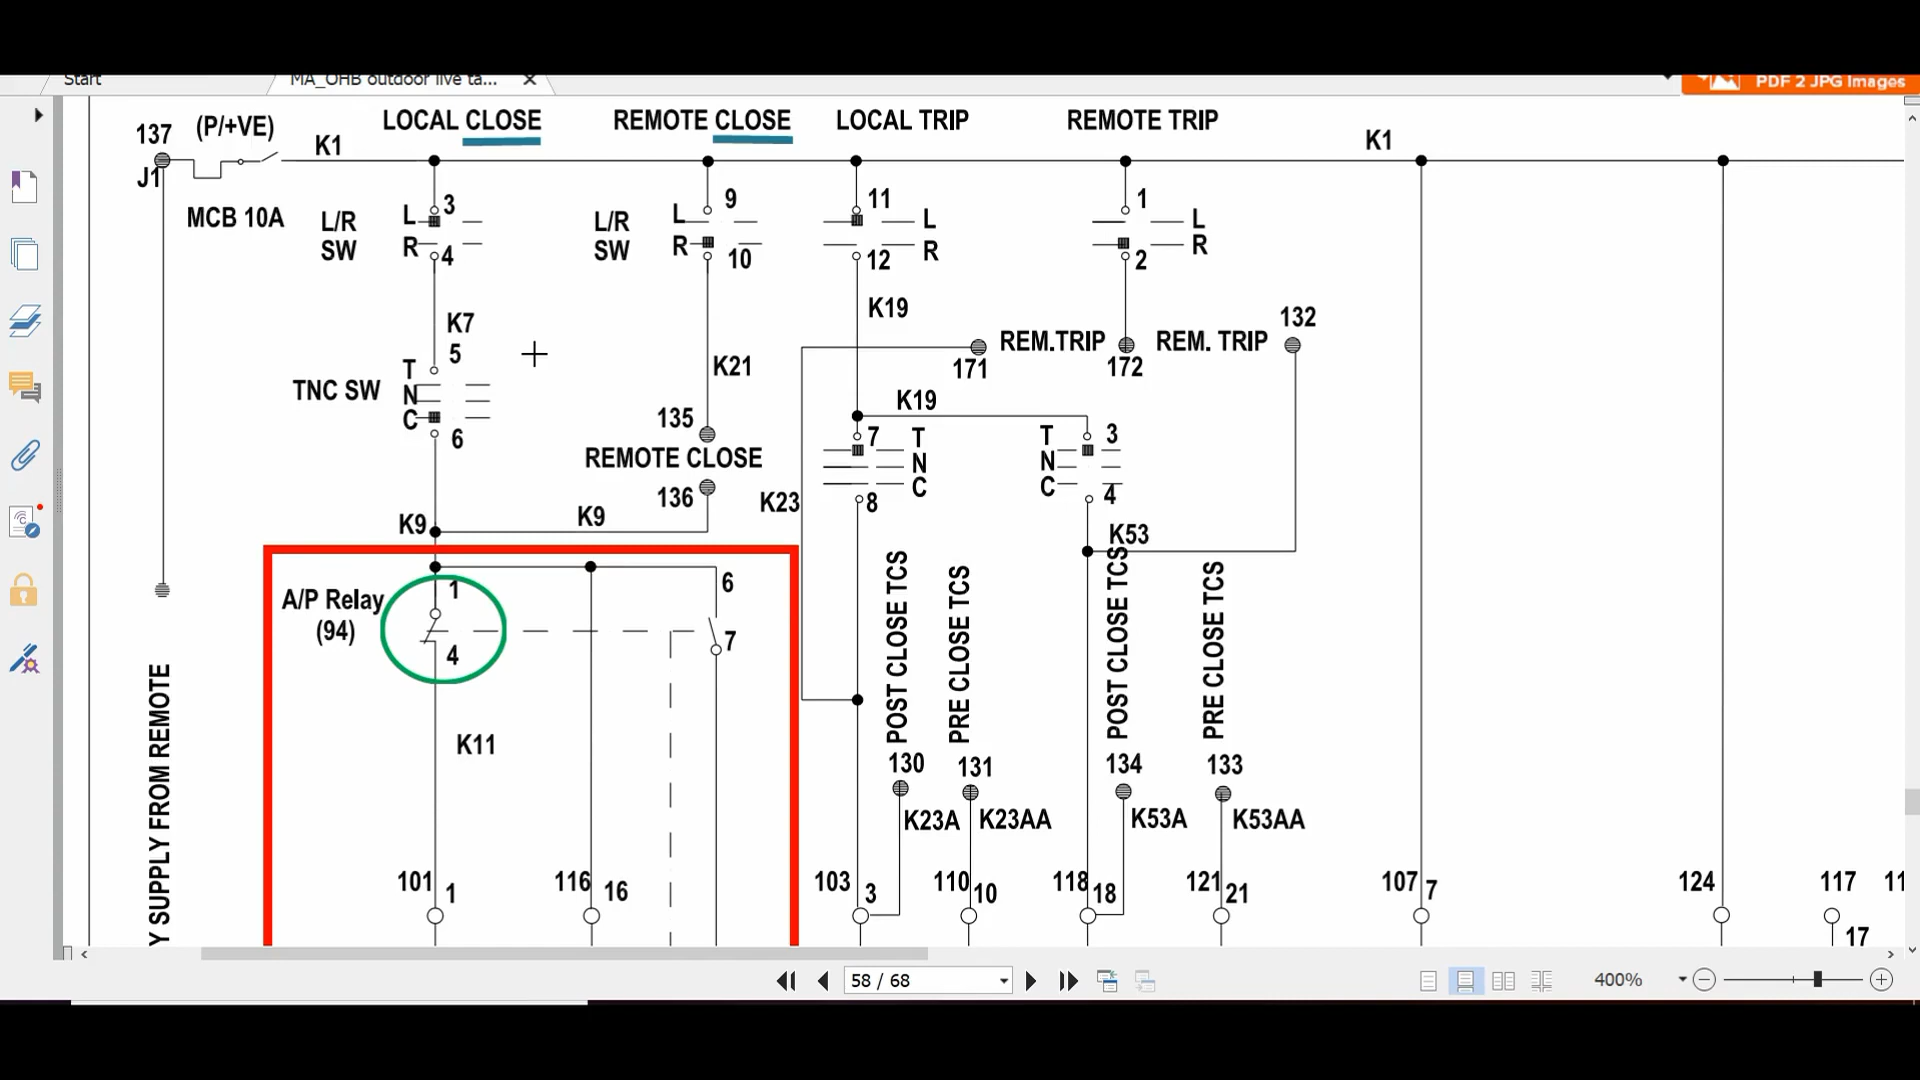 Start
MA_OHB outdoor live ta...
PDF 2 JPG Images
137
(P/+VE)
K1
LOCAL CLOSE
REMOTE CLOSE
LOCAL TRIP
REMOTE TRIP
K1
J1
MCB 10A
L/R
SW
L
R
3
4
L/R
SW
L
R
9
10
11
12
L
R
1
2
L
R
K7
5
TNC SW
T
N
C
6
K21
135
REMOTE CLOSE
136
K19
171
REM.TRIP
172
REM. TRIP
132
K19
7
8
T
N
C
T
N
C
3
4
K9
K9
K23
K53
A/P Relay
(94)
1
4
6
7
K11
POST CLOSE TCS
PRE CLOSE TCS
POST CLOSE TCS
PRE CLOSE TCS
130
131
134
133
K23A
K23AA
K53A
K53AA
Y SUPPLY FROM REMOTE
101
1
116
16
103
3
110
10
118
18
121
21
107
7
124
117
17
11
58 / 68
400%